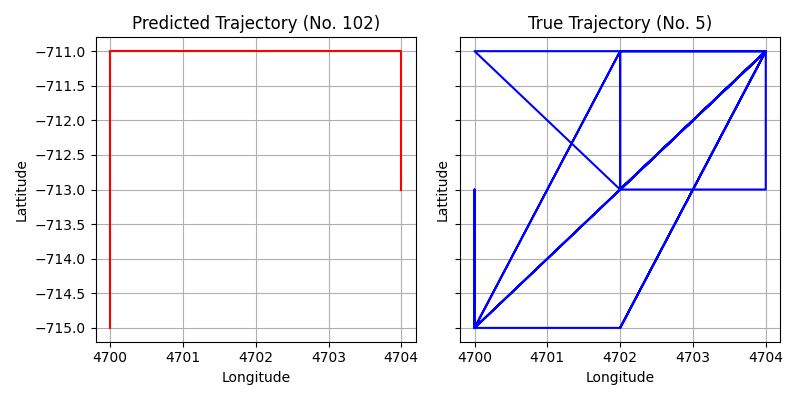 Predicted Trajectory (No. 102)
True Trajectory (No. 5)
−711.0
−711.5
−712.0
−712.5
−713.0
−713.5
−714.0
−714.5
−715.0
Lattitude
Lattitude
4700 4701 4702 4703 4704
4700 4701 4702 4703 4704
Longitude
Longitude